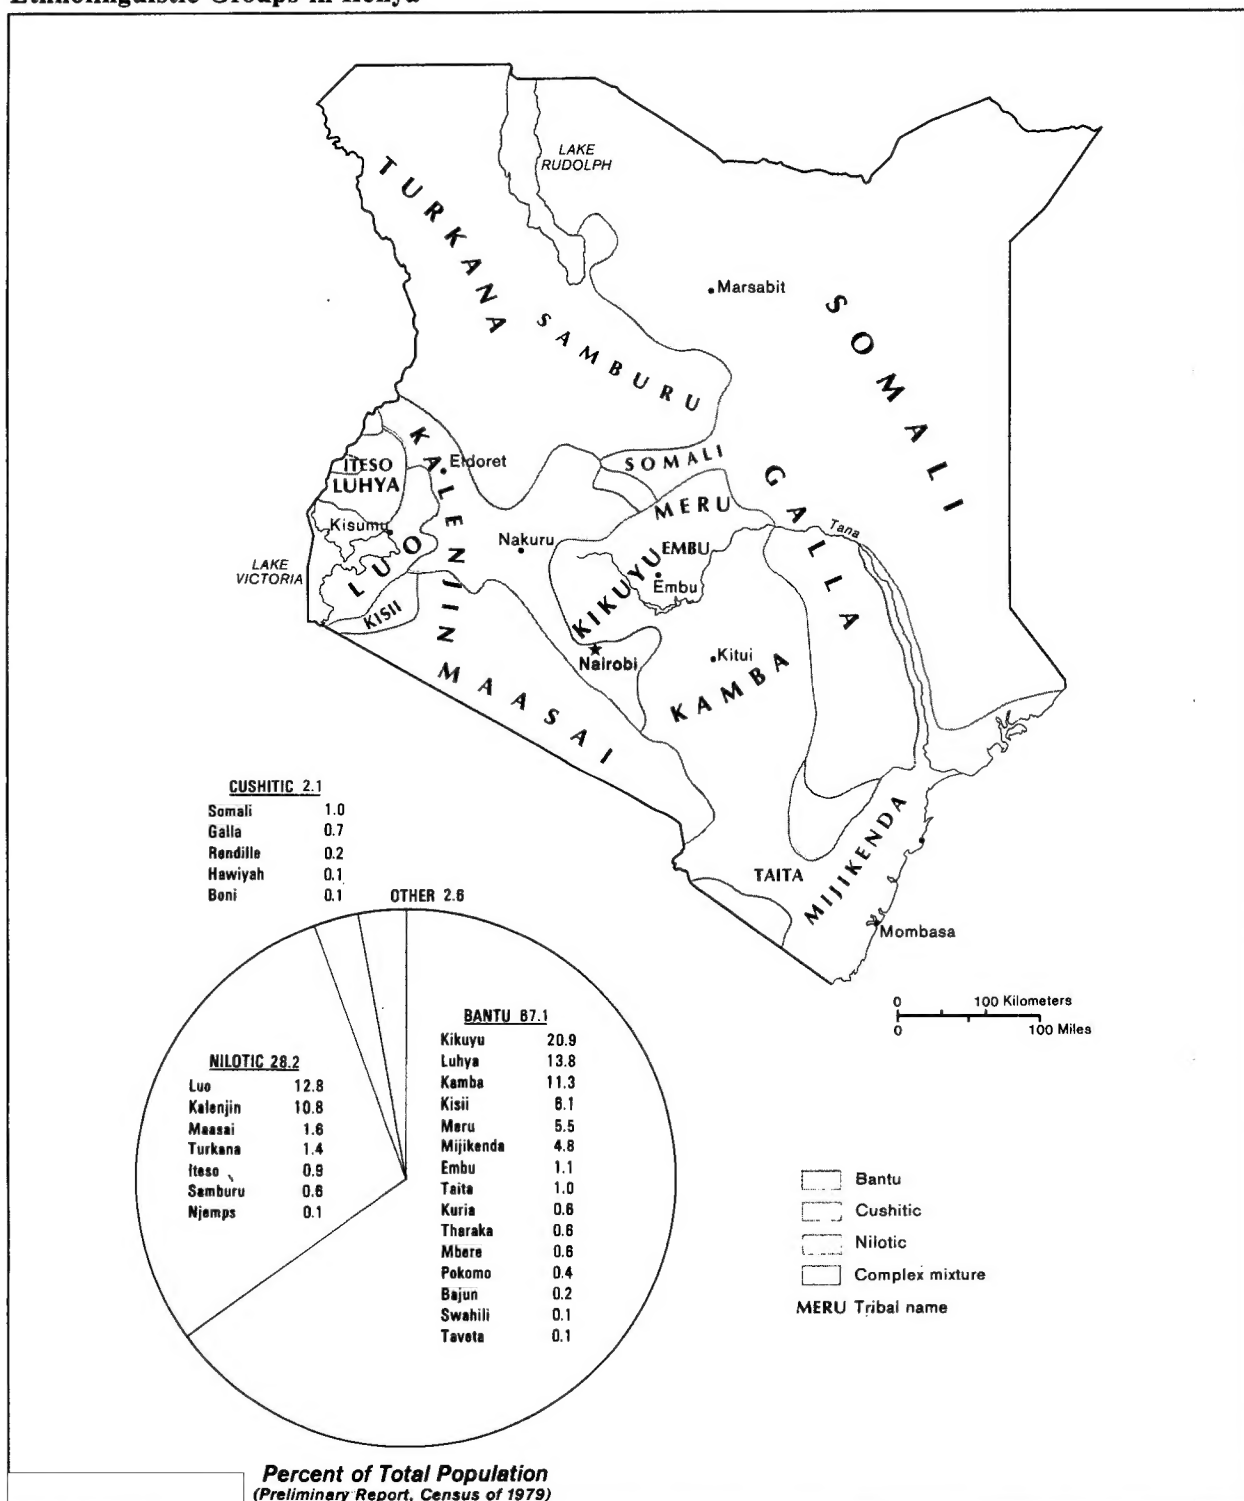 Ethnolinguistic Groups in Kenya
LAKE
RUDOLPH
TURKANA
Marsabit
SAMBURU
SOMALI
KALENJIN
Eldoret
ITESO
LUHYA
SOMALI
GALLA
MERU
Kisumu
Nakuru
Tana
EMBU
LAKE
VICTORIA
LUO
KIKUYU
Embu
KISII
Nairobi
Kitui
KAMBA
MAASAI
TAITA
MIJIKENDA
Mombasa
0 100 Kilometers
0 100 Miles
CUSHITIC 2.1
Somali 1.0
Galla 0.7
Rendille 0.2
Hawiyah 0.1
Boni 0.1
OTHER 2.6
NILOTIC 28.2
Luo 12.8
Kalenjin 10.8
Maasai 1.6
Turkana 1.4
Iteso 0.9
Samburu 0.6
Njemps 0.1
BANTU 67.1
Kikuyu 20.9
Luhya 13.8
Kamba 11.3
Kisii 6.1
Meru 5.5
Mijikenda 4.8
Embu 1.1
Taita 1.0
Kuria 0.6
Tharaka 0.6
Mbere 0.6
Pokomo 0.4
Bajun 0.2
Swahili 0.1
Taveta 0.1
Bantu
Cushitic
Nilotic
Complex mixture
MERU Tribal name
Percent of Total Population
(Preliminary Report, Census of 1979)